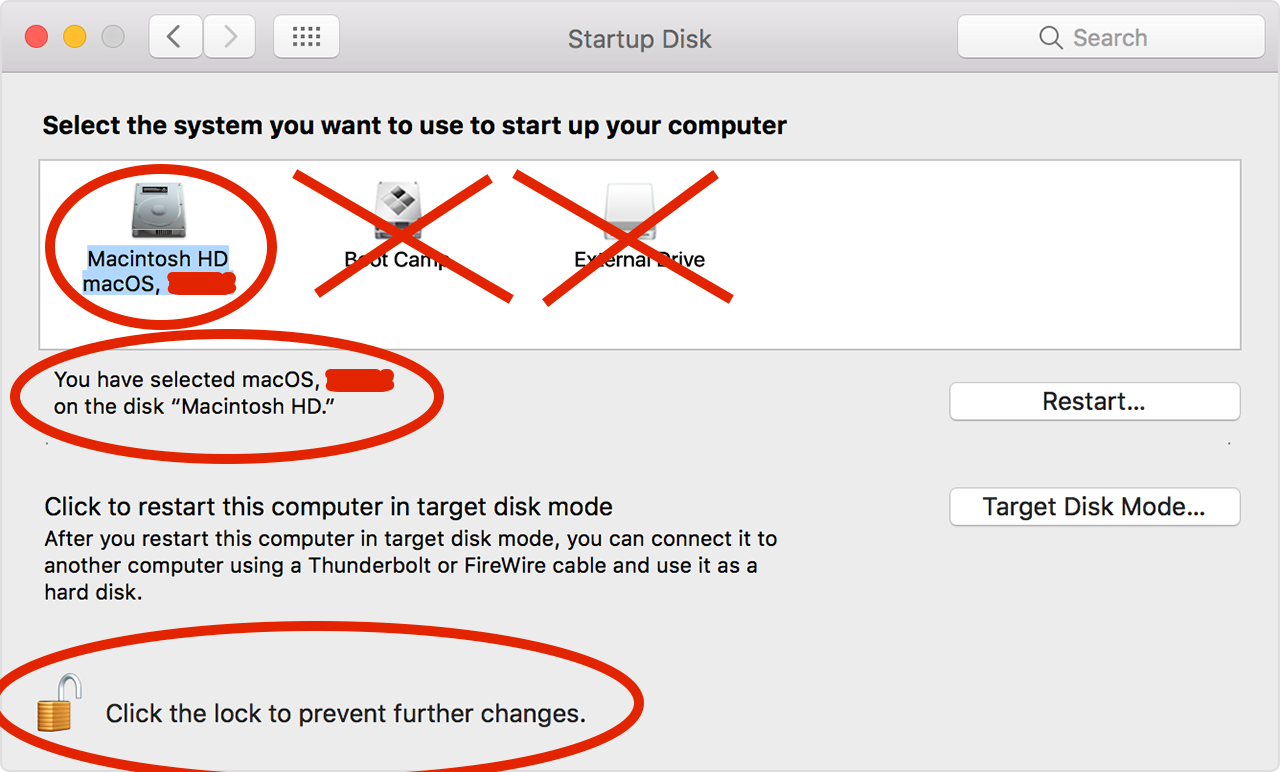 Startup Disk
Search
Select the system you want to use to start up your computer
Macintosh HD
macOS,
Boot Camp
External Drive
You have selected macOS,
on the disk “Macintosh HD.”
Restart...
Click to restart this computer in target disk mode
Target Disk Mode...
After you restart this computer in target disk mode, you can connect it to
another computer using a Thunderbolt or FireWire cable and use it as a
hard disk.
Click the lock to prevent further changes.